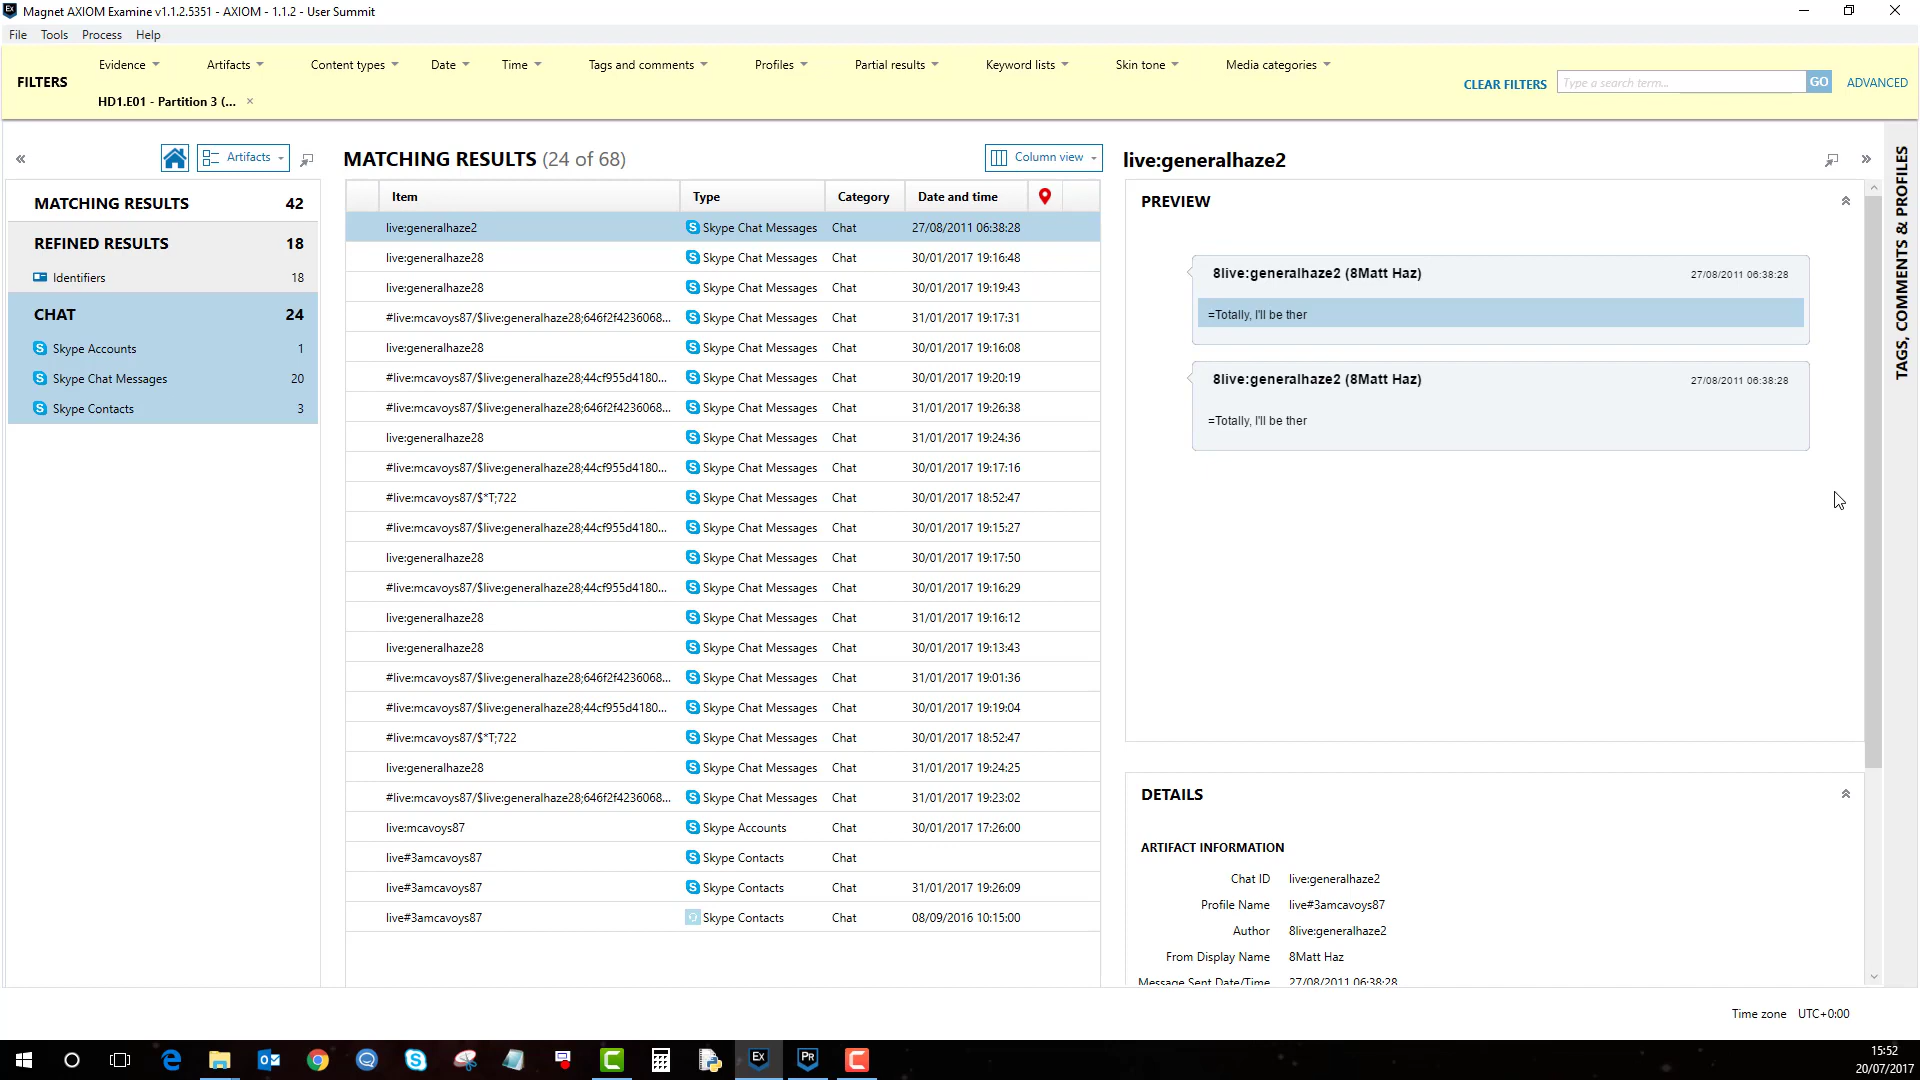 Magnet AXIOM Examine v1.1.2.5351 - AXIOM - 1.1.2 - User Summit
File Tools Process Help
FILTERS
Evidence Artifacts Content types Date Time Tags and comments Profiles Partial results Keyword lists Skin tone Media categories
HD1.E01 - Partition 3 (... ×
CLEAR FILTERS Type a search term... GO ADVANCED
Artifacts
MATCHING RESULTS 42
REFINED RESULTS 18
Identifiers 18
CHAT 24
Skype Accounts 1
Skype Chat Messages 20
Skype Contacts 3
MATCHING RESULTS (24 of 68) Column view
Item Type Category Date and time
live:generalhaze2 Skype Chat Messages Chat 27/08/2011 06:38:28
live:generalhaze28 Skype Chat Messages Chat 30/01/2017 19:16:48
live:generalhaze28 Skype Chat Messages Chat 30/01/2017 19:19:43
#live:mcavoys87/$live:generalhaze28;646f2f4236068... Skype Chat Messages Chat 31/01/2017 19:17:31
live:generalhaze28 Skype Chat Messages Chat 30/01/2017 19:16:08
#live:mcavoys87/$live:generalhaze28;44cf955d4180... Skype Chat Messages Chat 30/01/2017 19:20:19
#live:mcavoys87/$live:generalhaze28;646f2f4236068... Skype Chat Messages Chat 31/01/2017 19:26:38
live:generalhaze28 Skype Chat Messages Chat 31/01/2017 19:24:36
#live:mcavoys87/$live:generalhaze28;44cf955d4180... Skype Chat Messages Chat 30/01/2017 19:17:16
#live:mcavoys87/$*T;722 Skype Chat Messages Chat 30/01/2017 18:52:47
#live:mcavoys87/$live:generalhaze28;44cf955d4180... Skype Chat Messages Chat 30/01/2017 19:15:27
live:generalhaze28 Skype Chat Messages Chat 30/01/2017 19:17:50
#live:mcavoys87/$live:generalhaze28;44cf955d4180... Skype Chat Messages Chat 30/01/2017 19:16:29
live:generalhaze28 Skype Chat Messages Chat 31/01/2017 19:16:12
live:generalhaze28 Skype Chat Messages Chat 30/01/2017 19:13:43
#live:mcavoys87/$live:generalhaze28;646f2f4236068... Skype Chat Messages Chat 31/01/2017 19:01:36
#live:mcavoys87/$live:generalhaze28;44cf955d4180... Skype Chat Messages Chat 30/01/2017 19:19:04
#live:mcavoys87/$*T;722 Skype Chat Messages Chat 30/01/2017 18:52:47
live:generalhaze28 Skype Chat Messages Chat 31/01/2017 19:24:25
#live:mcavoys87/$live:generalhaze28;646f2f4236068... Skype Chat Messages Chat 31/01/2017 19:23:02
live:mcavoys87 Skype Accounts Chat 30/01/2017 17:26:00
live#3amcavoys87 Skype Contacts Chat
live#3amcavoys87 Skype Contacts Chat 31/01/2017 19:26:09
live#3amcavoys87 Skype Contacts Chat 08/09/2016 10:15:00
live:generalhaze2
PREVIEW
8live:generalhaze2 (8Matt Haz) 27/08/2011 06:38:28
=Totally, I'll be ther
8live:generalhaze2 (8Matt Haz) 27/08/2011 06:38:28
=Totally, I'll be ther
DETAILS
ARTIFACT INFORMATION
Chat ID live:generalhaze2
Profile Name live#3amcavoys87
Author 8live:generalhaze2
From Display Name 8Matt Haz
Message Sent Date/Time 27/08/2011 06:38:28
TAGS, COMMENTS & PROFILES
Time zone UTC+0:00
15:52
20/07/2017